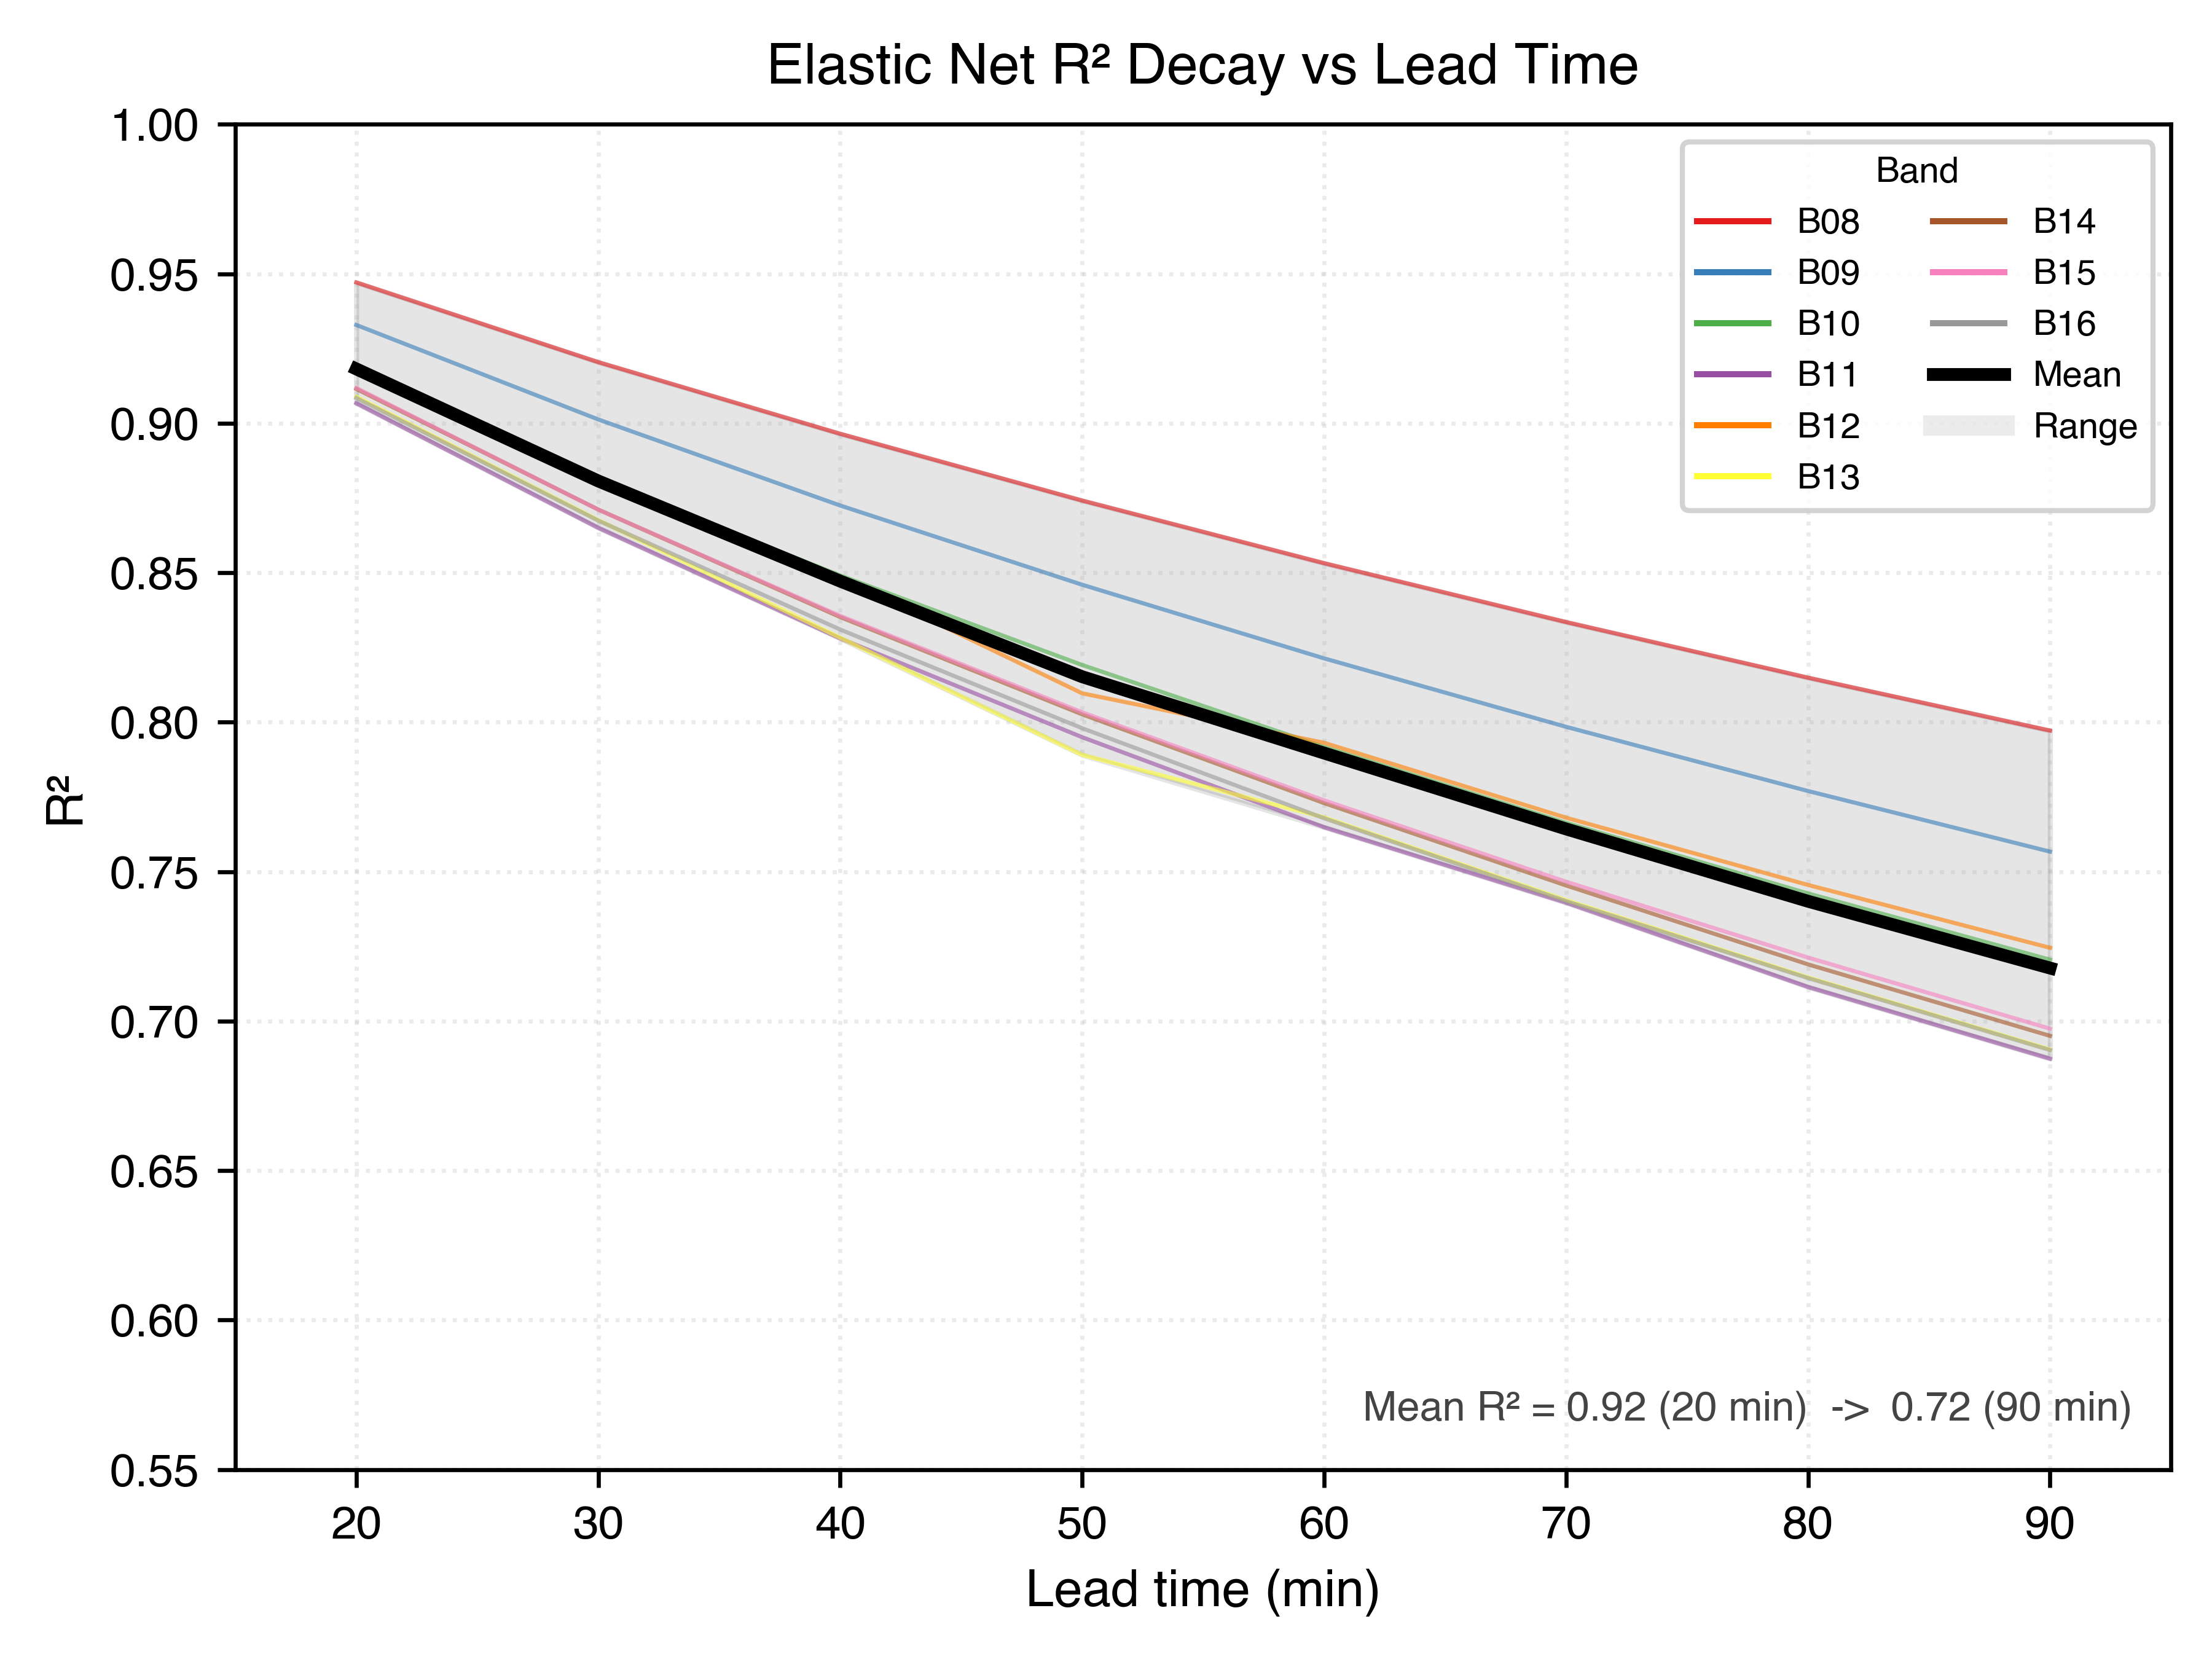 Elastic Net R² Decay vs Lead Time
1.00
0.95
0.90
0.85
0.80
0.75
0.70
0.65
0.60
0.55
R²
Band
B08
B09
B10
B11
B12
B13
B14
B15
B16
Mean
Range
Mean R² = 0.92 (20 min) -> 0.72 (90 min)
20 30 40 50 60 70 80 90
Lead time (min)